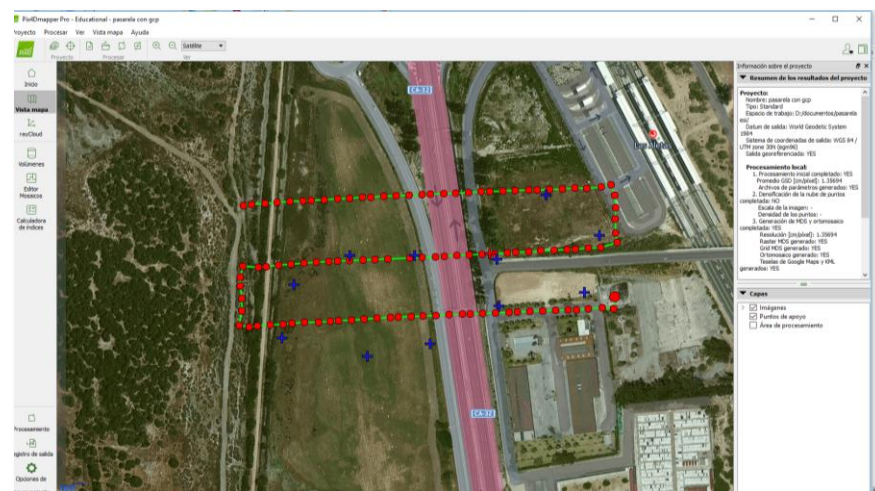 Pix4Dmapper Pro - Educational - pasarela con gcp
Proyecto Procesar Ver Vista mapa Ayuda
Satélite
Proyecto Procesar Ver
Inicio
Vista mapa
rayCloud
Volúmenes
Editor
Mosaicos
Calculadora
de índices
Procesamiento
Registro de salida
Opciones de
CA-32
CA-32
Información sobre el proyecto
Resumen de los resultados del proyecto
Proyecto:
Nombre: pasarela con gcp
Tipo: Standard
Espacio de trabajo: D:/documentos/pasarela
es/
Datum de salida: World Geodetic System
1984
Sistema de coordenadas de salida: WGS 84 /
UTM zone 30N (egm96)
Salida georeferenciada: YES
Procesamiento local:
1. Procesamiento inicial completado: YES
Promedio GSD [cm/píxel]: 1.35694
Archivos de parámetros generados: YES
2. Densificación de la nube de puntos
completada: NO
Escala de la imagen: -
Densidad de los puntos: -
3. Generación de MDS y ortomosaico
completada: YES
Resolución [cm/píxel]: 1.35694
Raster MDS generado: YES
Grid MDS generado: YES
Ortomosaico generado: YES
Teselas de Google Maps y KML
generados: YES
Capas
Imágenes
Puntos de apoyo
Área de procesamiento